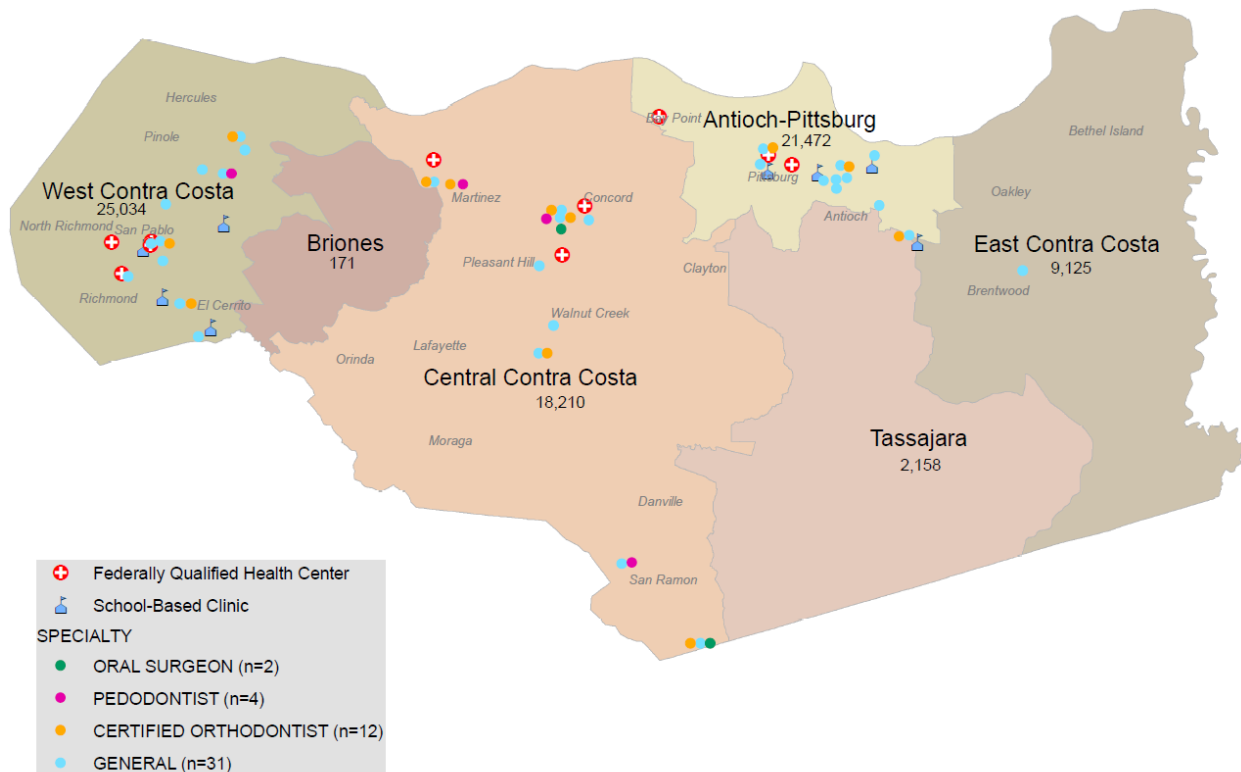 Hercules
Pinole
West Contra Costa
25,034
North Richmond
San Pablo
Richmond
El Cerrito
Briones
171
Martinez
Concord
Pleasant Hill
Clayton
Walnut Creek
Lafayette
Orinda
Central Contra Costa
18,210
Moraga
Danville
San Ramon
Bay Point
Antioch-Pittsburg
21,472
Pittsburg
Antioch
Bethel Island
Oakley
East Contra Costa
9,125
Brentwood
Tassajara
2,158
Federally Qualified Health Center
School-Based Clinic
SPECIALTY
ORAL SURGEON (n=2)
PEDODONTIST (n=4)
CERTIFIED ORTHODONTIST (n=12)
GENERAL (n=31)